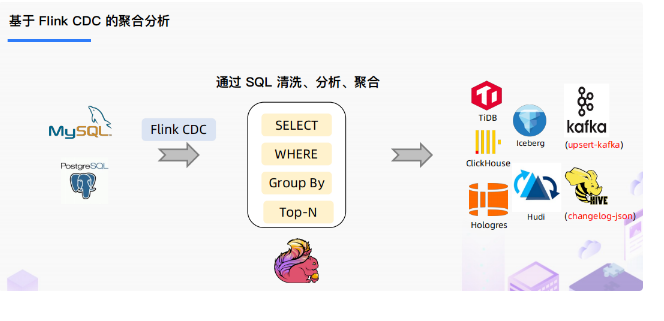 基于 Flink CDC 的聚合分析
通过 SQL 清洗、分析、聚合
MySQL
PostgreSQL
Flink CDC
SELECT
WHERE
Group By
Top-N
TiDB
Iceberg
kafka
(upsert-kafka)
ClickHouse
Hologres
Hudi
HIVE
(changelog-json)